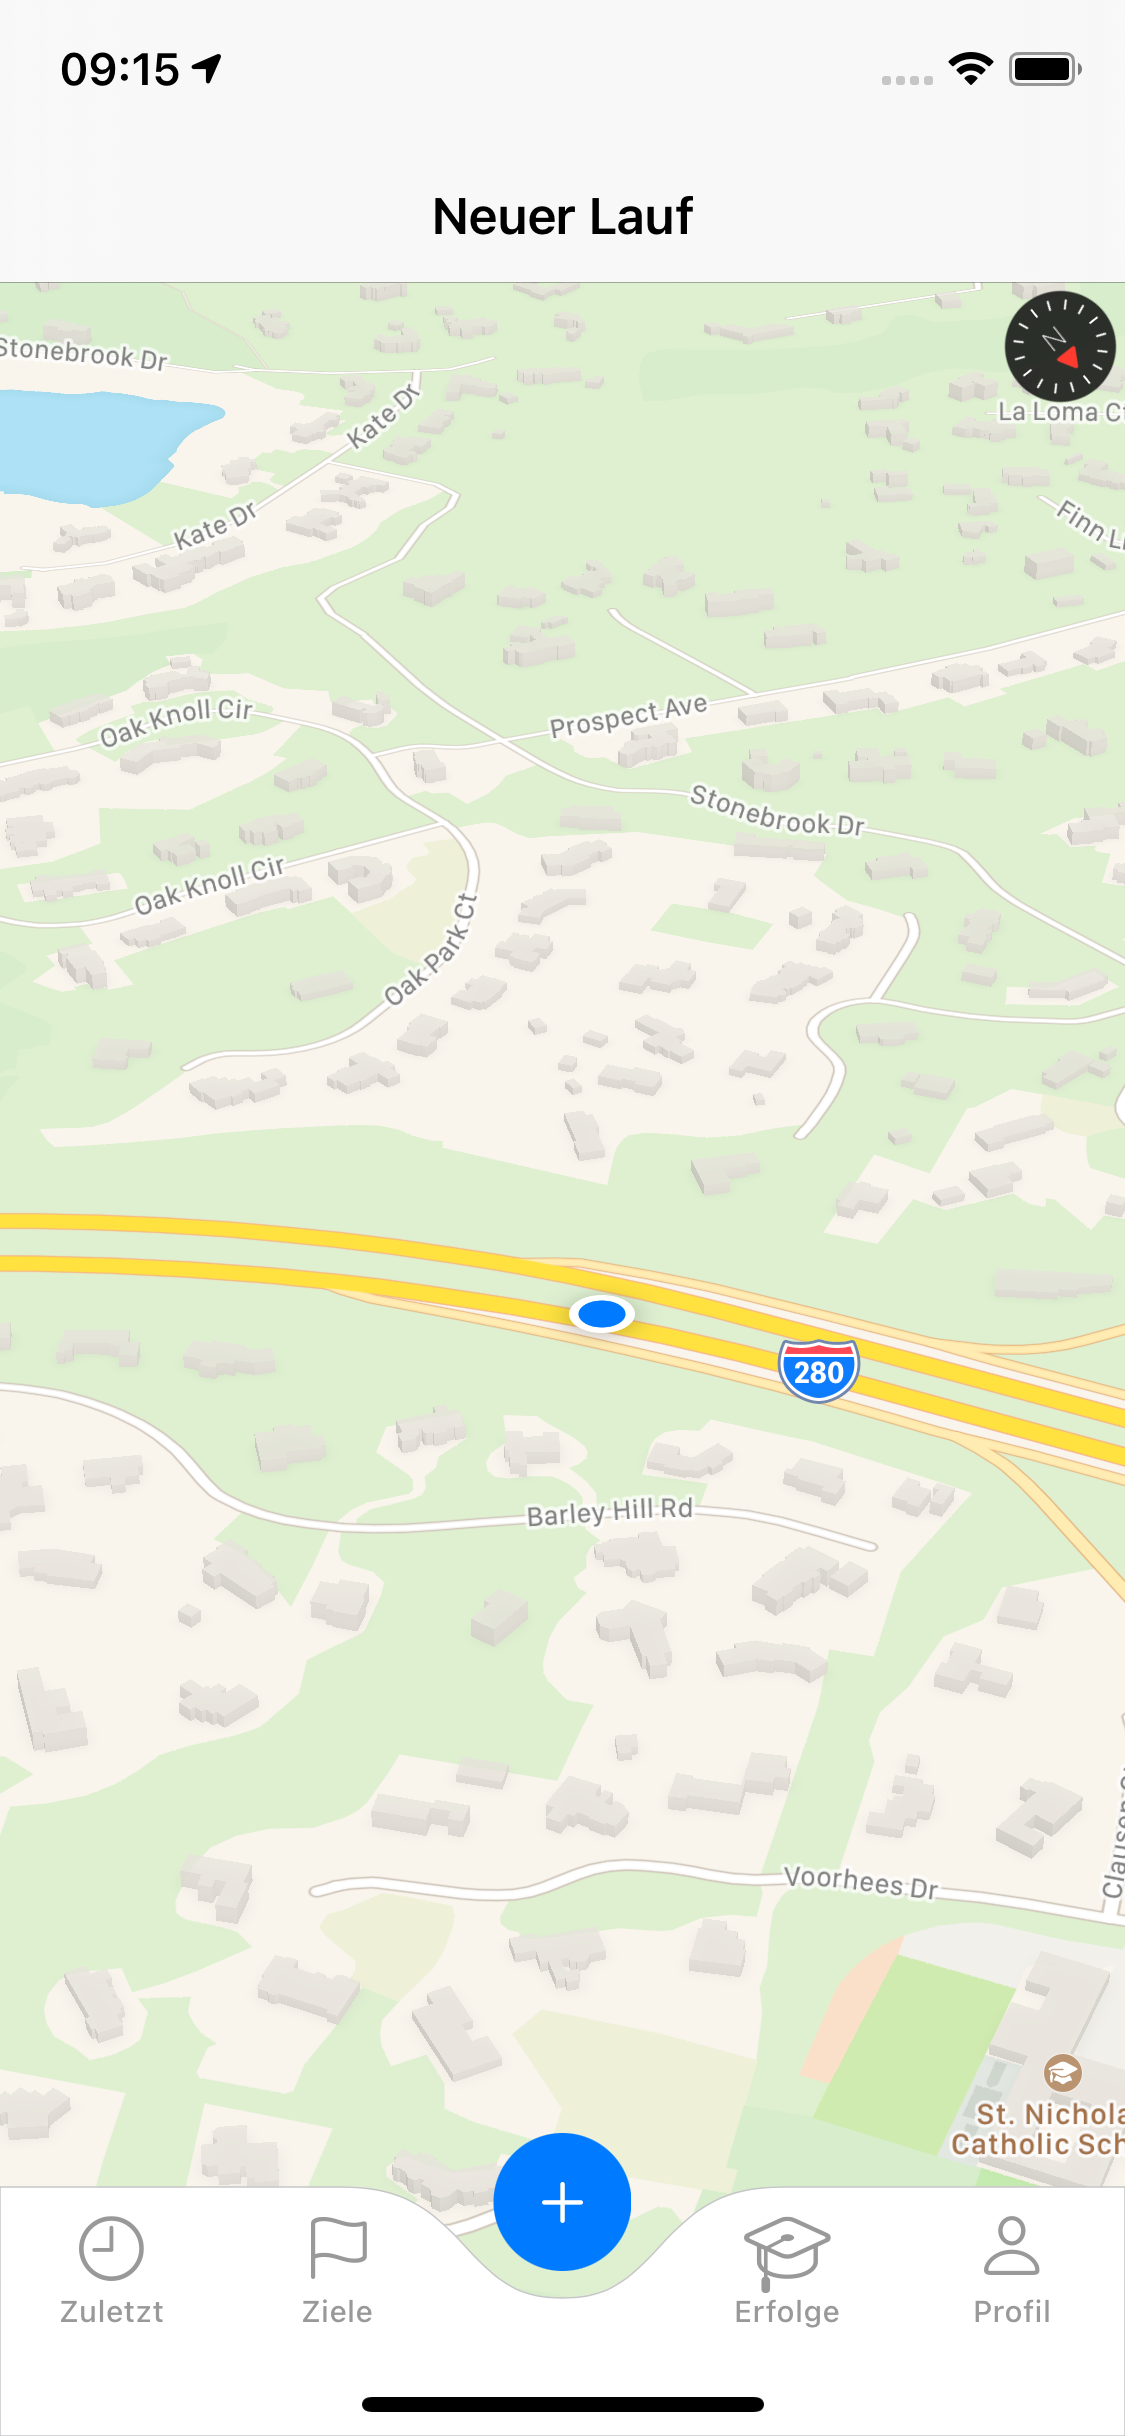 09:15
Neuer Lauf
Stonebrook Dr
N
La Loma Ct
Kate Dr
Kate Dr
Finn L
Oak Knoll Cir
Prospect Ave
Stonebrook Dr
Oak Knoll Cir
Oak Park Ct
280
Barley Hill Rd
Clausen
Voorhees Dr
St. Nichola
Catholic Sch
Zuletzt
Ziele
Erfolge
Profil